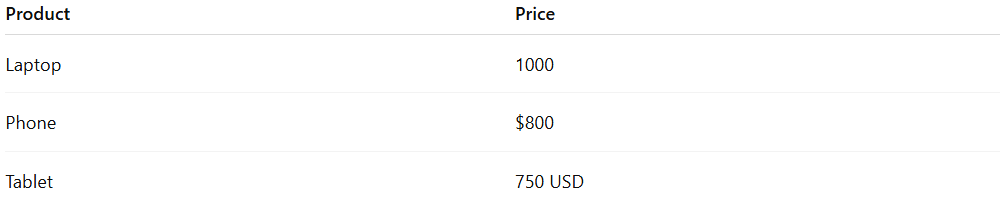 Product Price
Laptop 1000
Phone $800
Tablet 750 USD